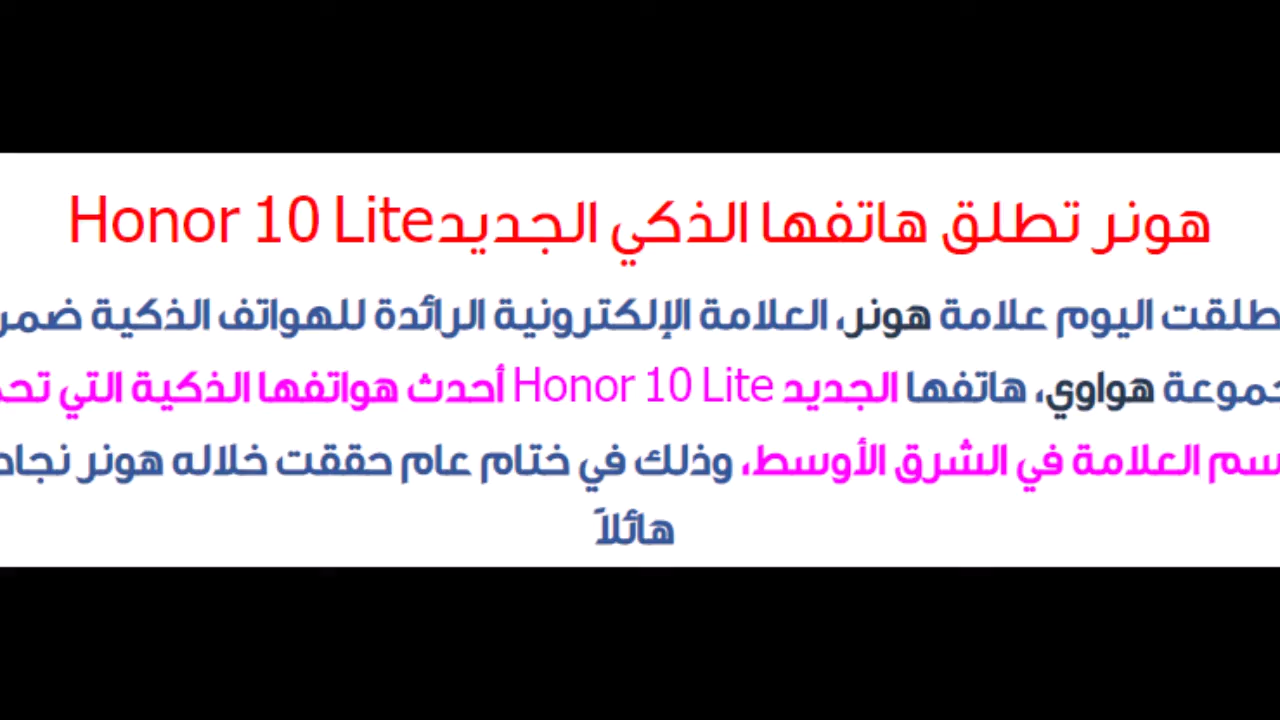 هونر تطلق هاتفها الذكي الجديدHonor 10 Lite
طلقت اليوم علامة هونر، العلامة الإلكترونية الرائدة للهواتف الذكية ضمن
جموعة هواوي، هاتفها الجديد Honor 10 Lite أحدث هواتفها الذكية التي تح
سم العلامة في الشرق الأوسط، وذلك في ختام عام حققت خلاله هونر نجاح
هائلاً